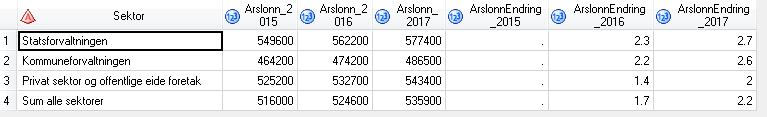 Sektor Arslonn_2015 Arslonn_2016 Arslonn_2017 ArslonnEndring_2015 ArslonnEndring_2016 ArslonnEndring_2017
1 Statsforvaltningen 549600 562200 577400 . 2.3 2.7
2 Kommuneforvaltningen 464200 474200 486500 . 2.2 2.6
3 Privat sektor og offentlige eide foretak 525200 532700 543400 . 1.4 2
4 Sum alle sektorer 516000 524600 535900 . 1.7 2.2